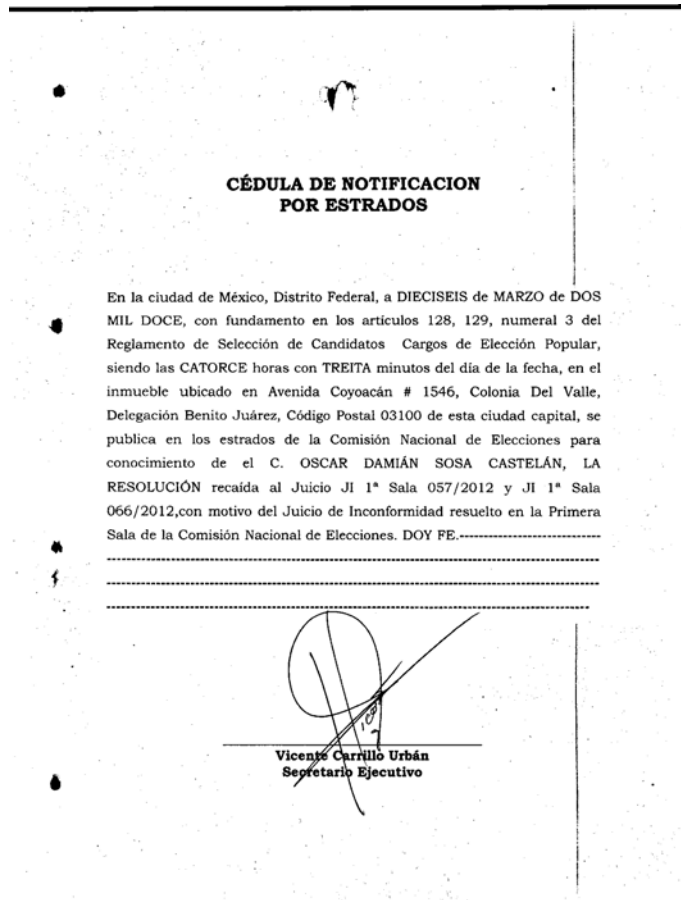 CÉDULA DE NOTIFICACION
POR ESTRADOS
En la ciudad de México, Distrito Federal, a DIECISEIS de MARZO de DOS
MIL DOCE, con fundamento en los artículos 128, 129, numeral 3 del
Reglamento de Selección de Candidatos Cargos de Elección Popular,
siendo las CATORCE horas con TREITA minutos del día de la fecha, en el
inmueble ubicado en Avenida Coyoacán # 1546, Colonia Del Valle,
Delegación Benito Juárez, Código Postal 03100 de esta ciudad capital, se
publica en los estrados de la Comisión Nacional de Elecciones para
conocimiento de el C. OSCAR DAMIÁN SOSA CASTELÁN, LA
RESOLUCIÓN recaída al Juicio JI 1ª Sala 057/2012 y JI 1ª Sala
066/2012,con motivo del Juicio de Inconformidad resuelto en la Primera
Sala de la Comisión Nacional de Elecciones. DOY FE.-----------------------------
Vicente Carrillo Urbán
Secretario Ejecutivo